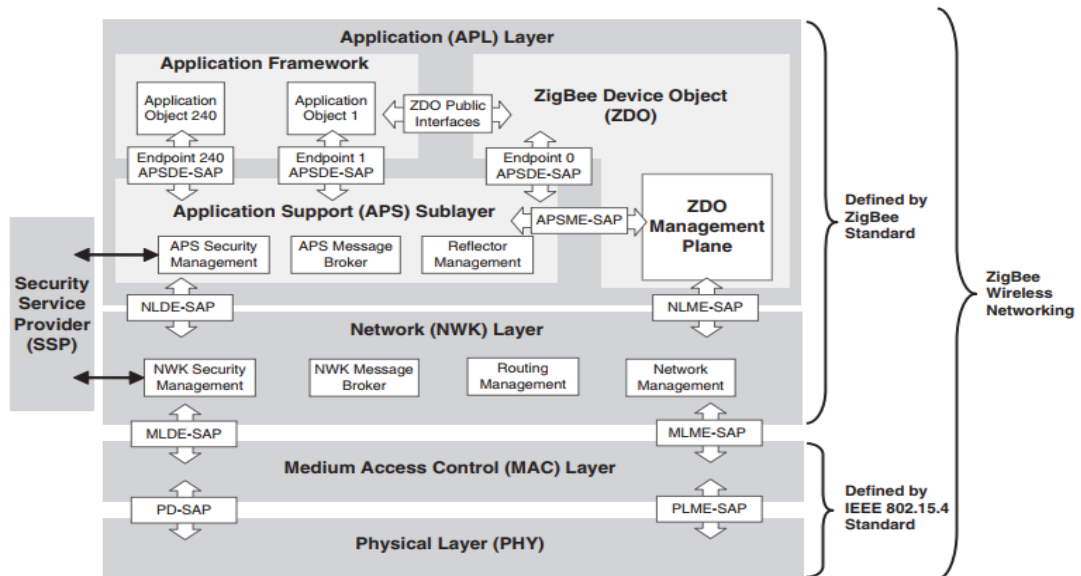 Application (APL) Layer
Application Framework
Application
Object 240
Application
Object 1
ZDO Public
Interfaces
ZigBee Device Object
(ZDO)
Endpoint 240
APSDE-SAP
Endpoint 1
APSDE-SAP
Endpoint 0
APSDE-SAP
Application Support (APS) Sublayer
APSME-SAP
ZDO
Management
Plane
APS Security
Management
APS Message
Broker
Reflector
Management
Security
Service
Provider
(SSP)
NLDE-SAP
NLME-SAP
Network (NWK) Layer
NWK Security
Management
NWK Message
Broker
Routing
Management
Network
Management
MLDE-SAP
MLME-SAP
Medium Access Control (MAC) Layer
PD-SAP
PLME-SAP
Physical Layer (PHY)
Defined by
ZigBee
Standard
Defined by
IEEE 802.15.4
Standard
ZigBee
Wireless
Networking